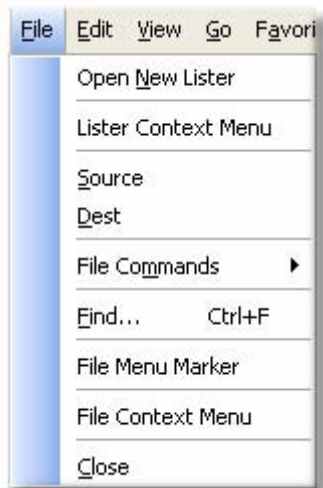 File Edit View Go Favori
Open New Lister
Lister Context Menu
Source
Dest
File Commands
Find... Ctrl+F
File Menu Marker
File Context Menu
Close